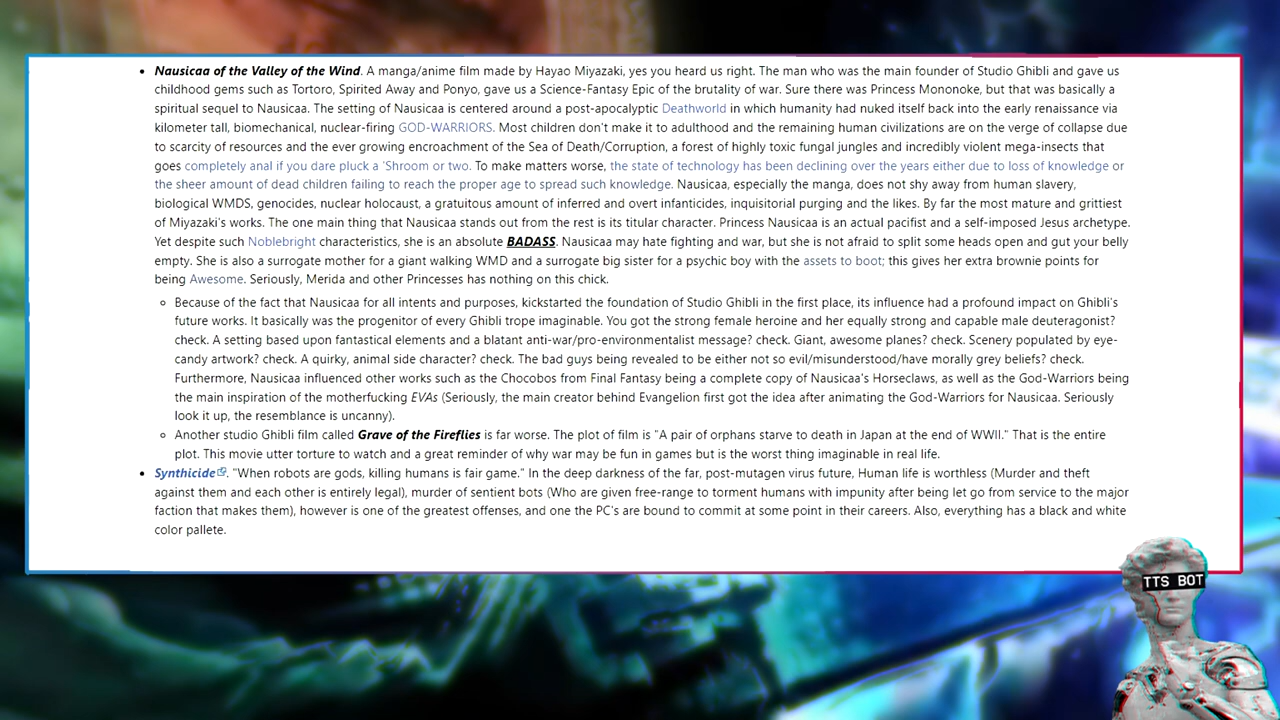 Nausicaa of the Valley of the Wind. A manga/anime film made by Hayao Miyazaki, yes you heard us right. The man who was the main founder of Studio Ghibli and gave us
childhood gems such as Tortoro, Spirited Away and Ponyo, gave us a Science-Fantasy Epic of the brutality of war. Sure there was Princess Mononoke, but that was basically a
spiritual sequel to Nausicaa. The setting of Nausicaa is centered around a post-apocalyptic Deathworld in which humanity had nuked itself back into the early renaissance via
kilometer tall, biomechanical, nuclear-firing GOD-WARRIORS. Most children don't make it to adulthood and the remaining human civilizations are on the verge of collapse due
to scarcity of resources and the ever growing encroachment of the Sea of Death/Corruption, a forest of highly toxic fungal jungles and incredibly violent mega-insects that
goes completely anal if you dare pluck a 'Shroom or two. To make matters worse, the state of technology has been declining over the years either due to loss of knowledge or
the sheer amount of dead children failing to reach the proper age to spread such knowledge. Nausicaa, especially the manga, does not shy away from human slavery,
biological WMDS, genocides, nuclear holocaust, a gratuitous amount of inferred and overt infanticides, inquisitorial purging and the likes. By far the most mature and grittiest
of Miyazaki's works. The one main thing that Nausicaa stands out from the rest is its titular character. Princess Nausicaa is an actual pacifist and a self-imposed Jesus archetype.
Yet despite such Noblebright characteristics, she is an absolute BADASS. Nausicaa may hate fighting and war, but she is not afraid to split some heads open and gut your belly
empty. She is also a surrogate mother for a giant walking WMD and a surrogate big sister for a psychic boy with the assets to boot; this gives her extra brownie points for
being Awesome. Seriously, Merida and other Princesses has nothing on this chick.
Because of the fact that Nausicaa for all intents and purposes, kickstarted the foundation of Studio Ghibli in the first place, its influence had a profound impact on Ghibli's
future works. It basically was the progenitor of every Ghibli trope imaginable. You got the strong female heroine and her equally strong and capable male deuteragonist?
check. A setting based upon fantastical elements and a blatant anti-war/pro-environmentalist message? check. Giant, awesome planes? check. Scenery populated by eye-
candy artwork? check. A quirky, animal side character? check. The bad guys being revealed to be either not so evil/misunderstood/have morally grey beliefs? check.
Furthermore, Nausicaa influenced other works such as the Chocobos from Final Fantasy being a complete copy of Nausicaa's Horseclaws, as well as the God-Warriors being
the main inspiration of the motherfucking EVAs (Seriously, the main creator behind Evangelion first got the idea after animating the God-Warriors for Nausicaa. Seriously
look it up, the resemblance is uncanny).
Another studio Ghibli film called Grave of the Fireflies is far worse. The plot of film is "A pair of orphans starve to death in Japan at the end of WWII." That is the entire
plot. This movie utter torture to watch and a great reminder of why war may be fun in games but is the worst thing imaginable in real life.
Synthicide. "When robots are gods, killing humans is fair game." In the deep darkness of the far, post-mutagen virus future, Human life is worthless (Murder and theft
against them and each other is entirely legal), murder of sentient bots (Who are given free-range to torment humans with impunity after being let go from service to the major
faction that makes them), however is one of the greatest offenses, and one the PC's are bound to commit at some point in their careers. Also, everything has a black and white
color pallete.
TTS BOT